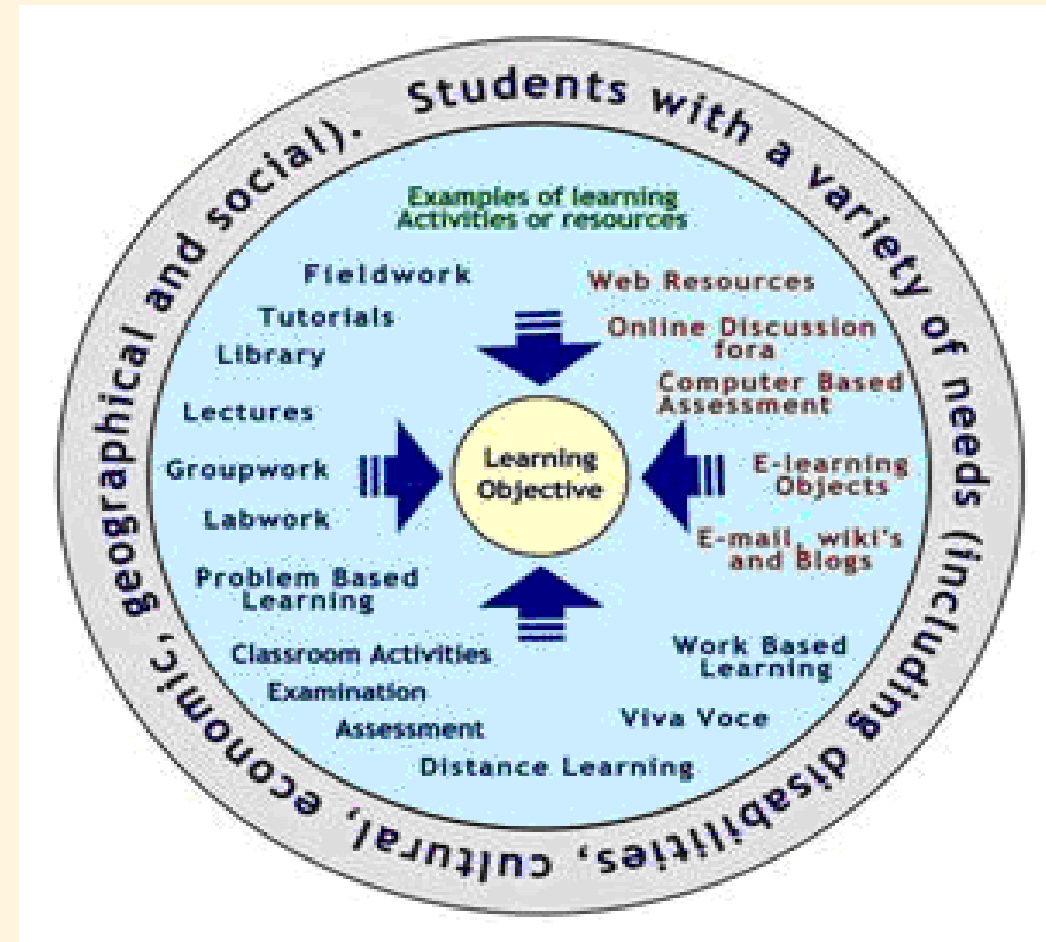 Students with a variety of needs (including disabilities, cultural, economic, geographical and social).
Examples of learning
Activities or resources
Fieldwork
Tutorials
Library
Lectures
Groupwork
Labwork
Problem Based
Learning
Classroom Activities
Examination
Assessment
Distance Learning
Viva Voce
Work Based
Learning
Web Resources
Online Discussion
fora
Computer Based
Assessment
E-learning
Objects
E-mail, wiki's
and Blogs
Learning
Objective